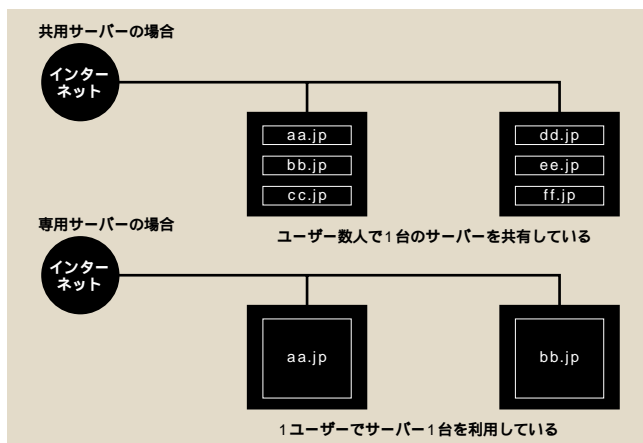 共用サーバーの場合
インター
ネット
aa.jp
bb.jp
cc.jp
dd.jp
ee.jp
ff.jp
ユーザー数人で1台のサーバーを共有している
専用サーバーの場合
インター
ネット
aa.jp
bb.jp
1ユーザーでサーバー1台を利用している